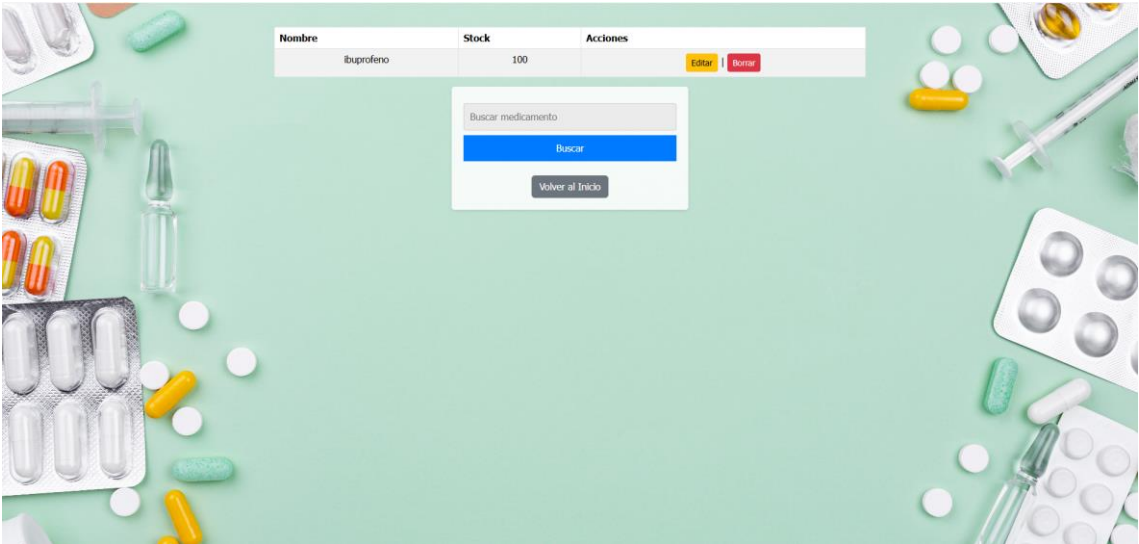 Nombre Stock Acciones
ibuprofeno 100 Editar | Borrar
Buscar medicamento
Buscar
Volver al Inicio